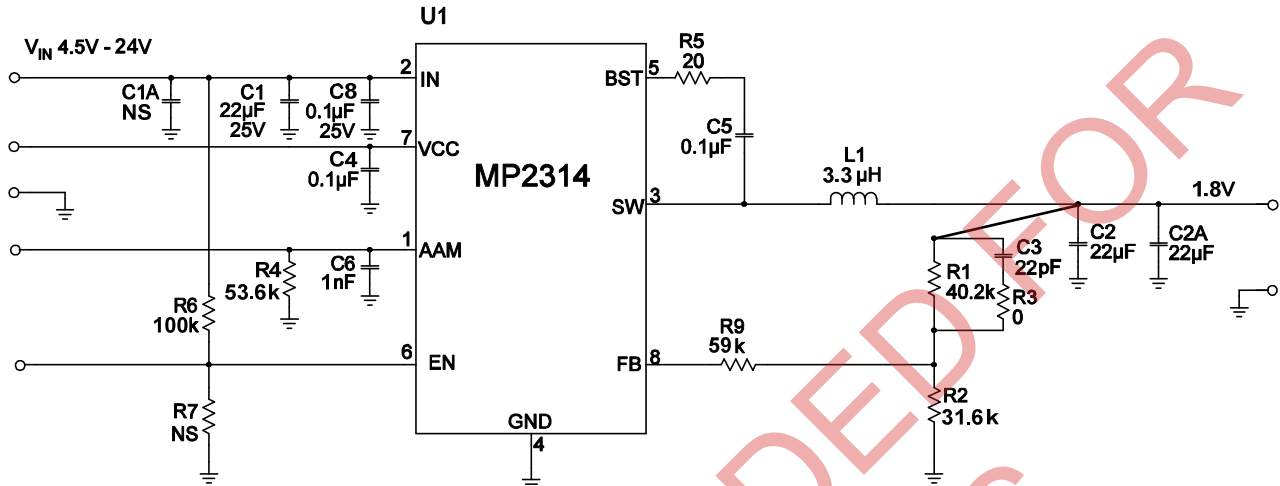 U1
V_IN 4.5V - 24V
C1A
NS
C1
22µF
25V
C8
0.1µF
25V
2
IN
7
VCC
C4
0.1µF
1
AAM
R4
53.6k
C6
1nF
R6
100k
6
EN
R7
NS
MP2314
GND
4
BST
5
R5
20
C5
0.1µF
SW
3
L1
3.3 µH
1.8V
C3
22pF
R1
40.2k
R3
0
C2
22µF
C2A
22µF
FB
8
R9
59k
R2
31.6k
DED FOR